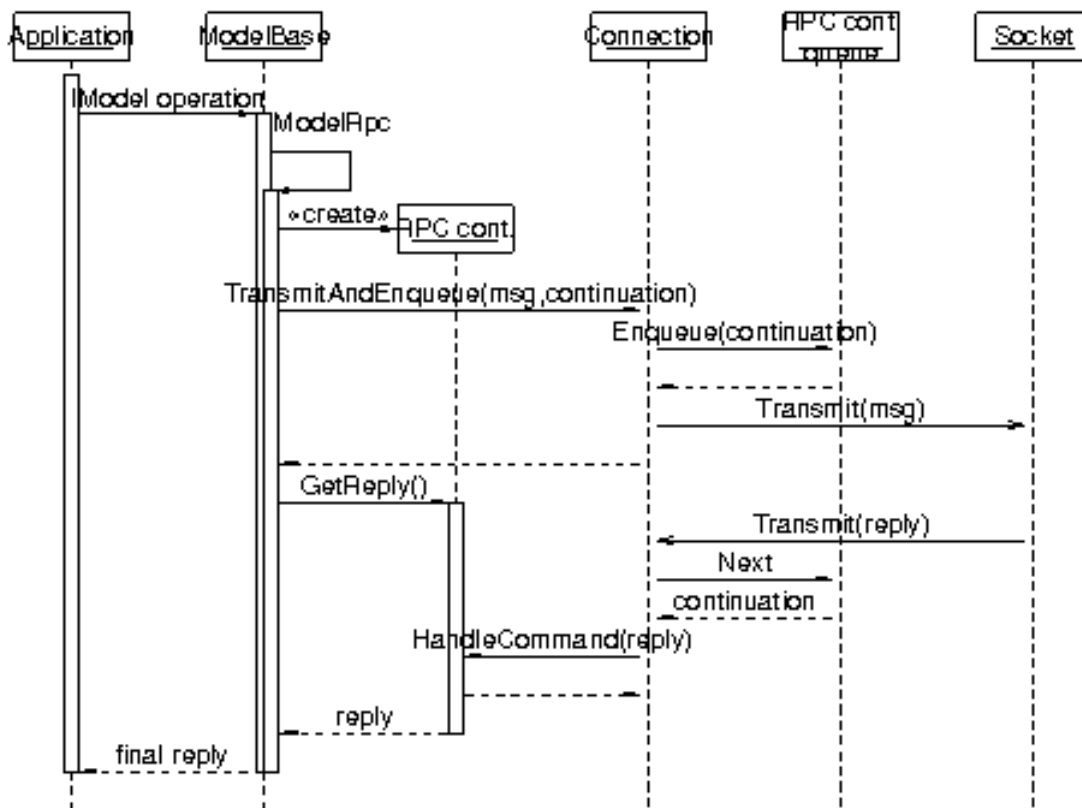 Application
ModelBase
Connection
RPC cont.
queue
Socket
IModel operation
ModelRpc
«create»
RPC cont.
TransmitAndEnqueue(msg,continuation)
Enqueue(continuation)
Transmit(msg)
GetReply()
Transmit(reply)
Next
continuation
HandleCommand(reply)
reply
final reply